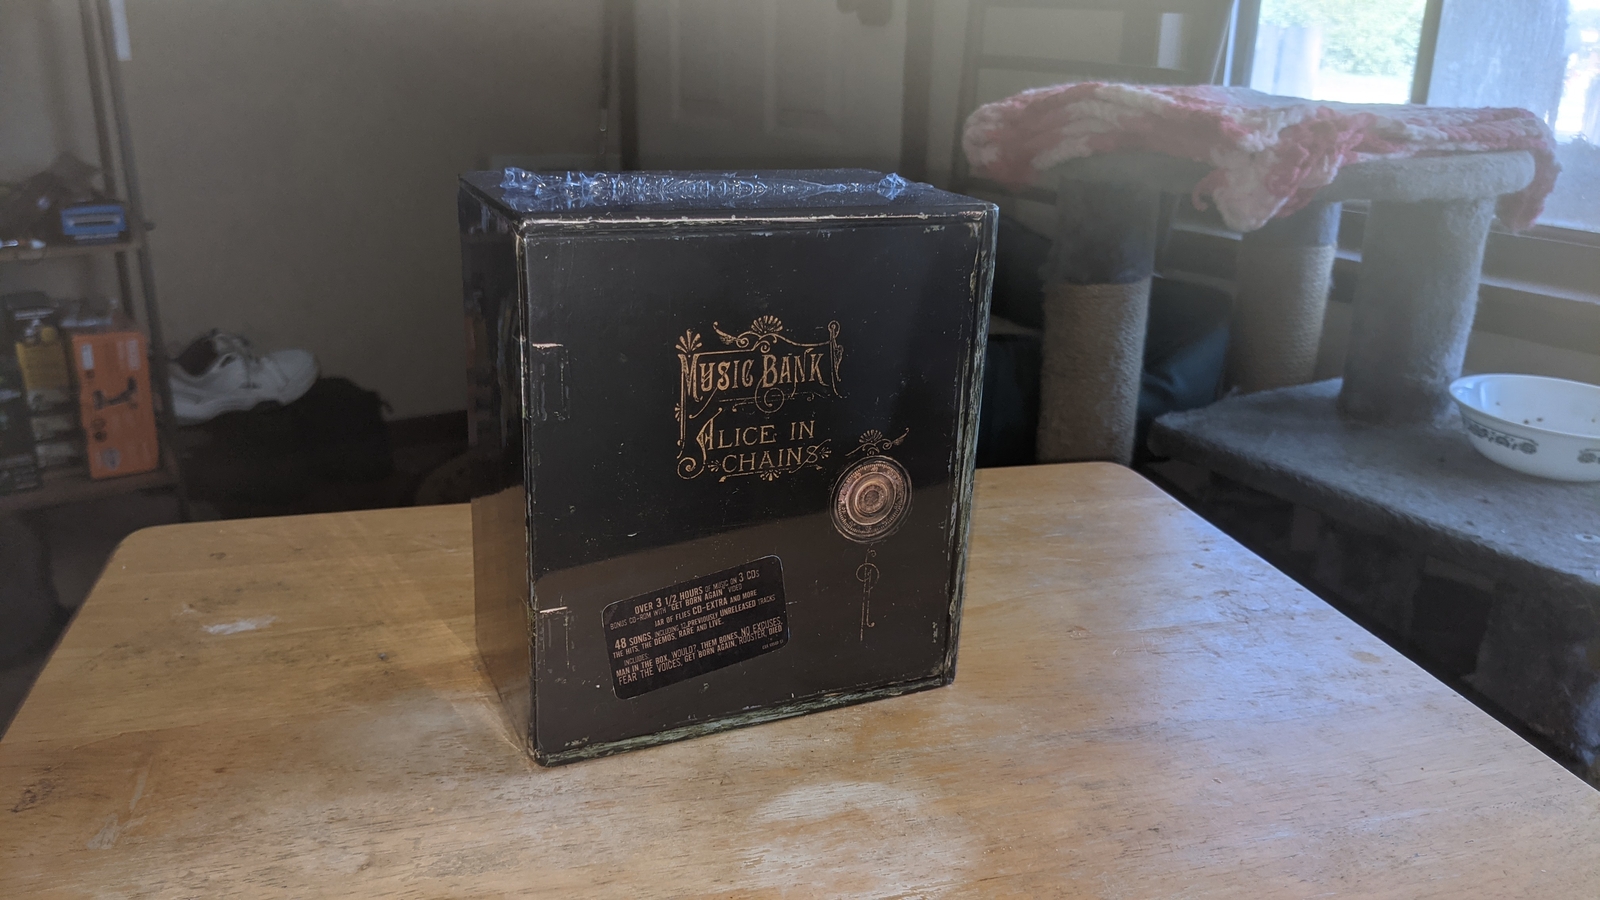 MUSIC BANK
ALICE IN
CHAINS
OVER 3 1/2 HOURS OF MUSIC ON 3 CDS
BONUS CD-ROM WITH "GET BORN AGAIN" VIDEO
JAR OF FLIES CD-EXTRA AND MORE
48 SONGS INCLUDING PREVIOUSLY UNRELEASED TRACKS
THE HITS, THE DEMOS, RARE AND LIVE.
INCLUDES:
MAN IN THE BOX, WOULD?, THEM BONES, NO EXCUSES,
FEAR THE VOICES, GET BORN AGAIN, ROOSTER, DIED